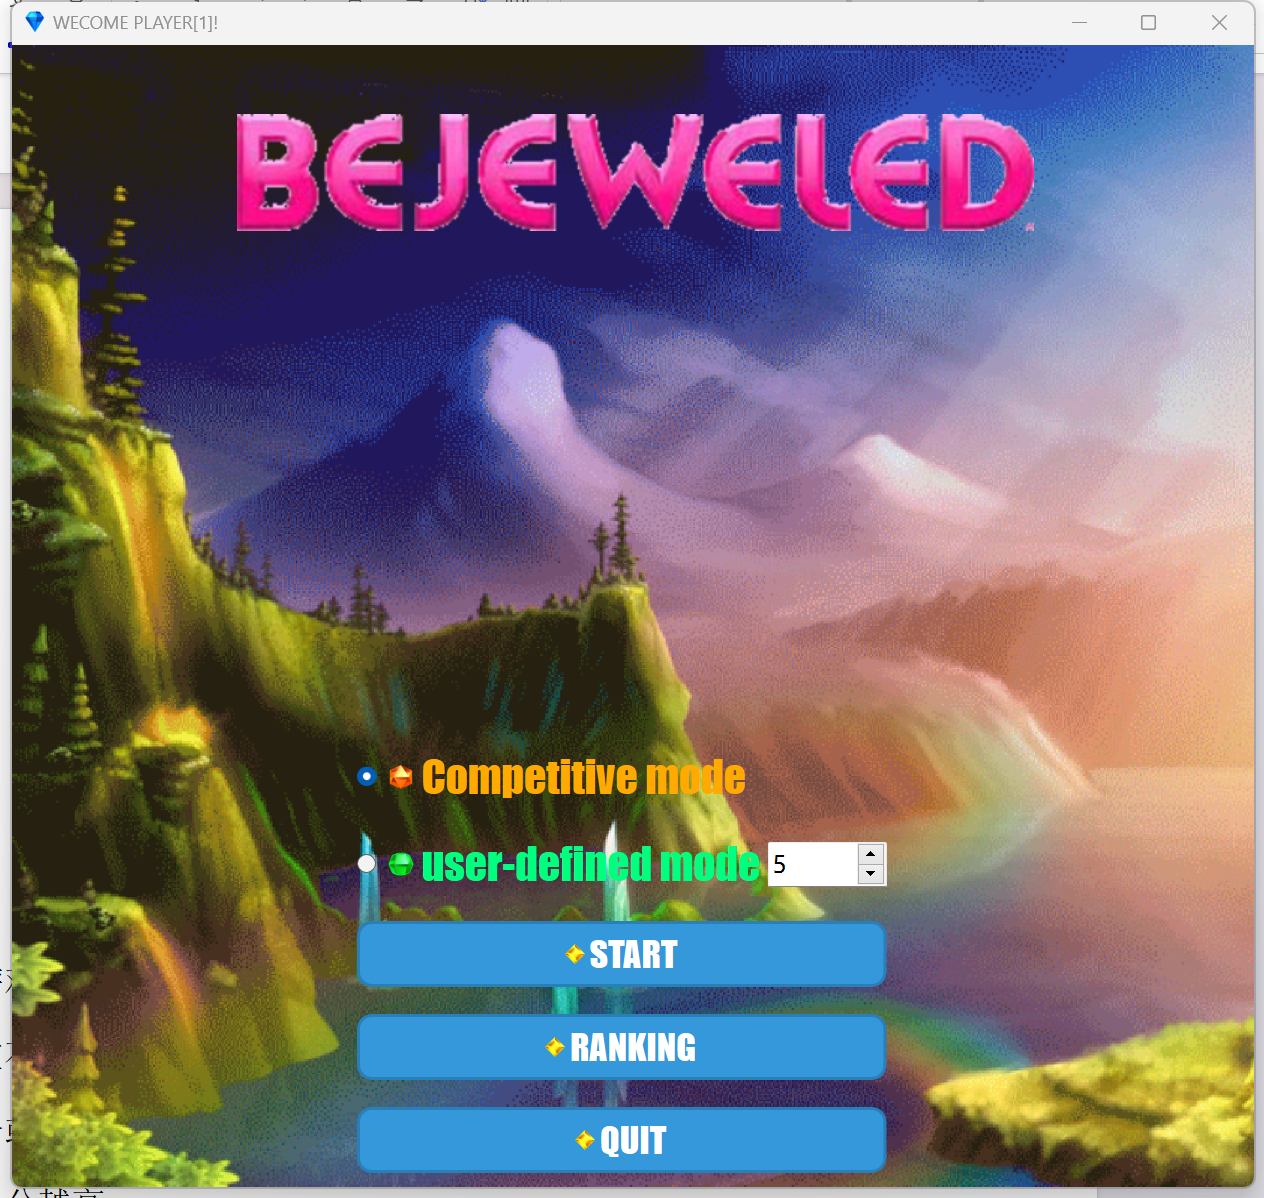 WECOME PLAYER[1]!
BEJEWELED
Competitive mode
user-defined mode 5
START
RANKING
QUIT